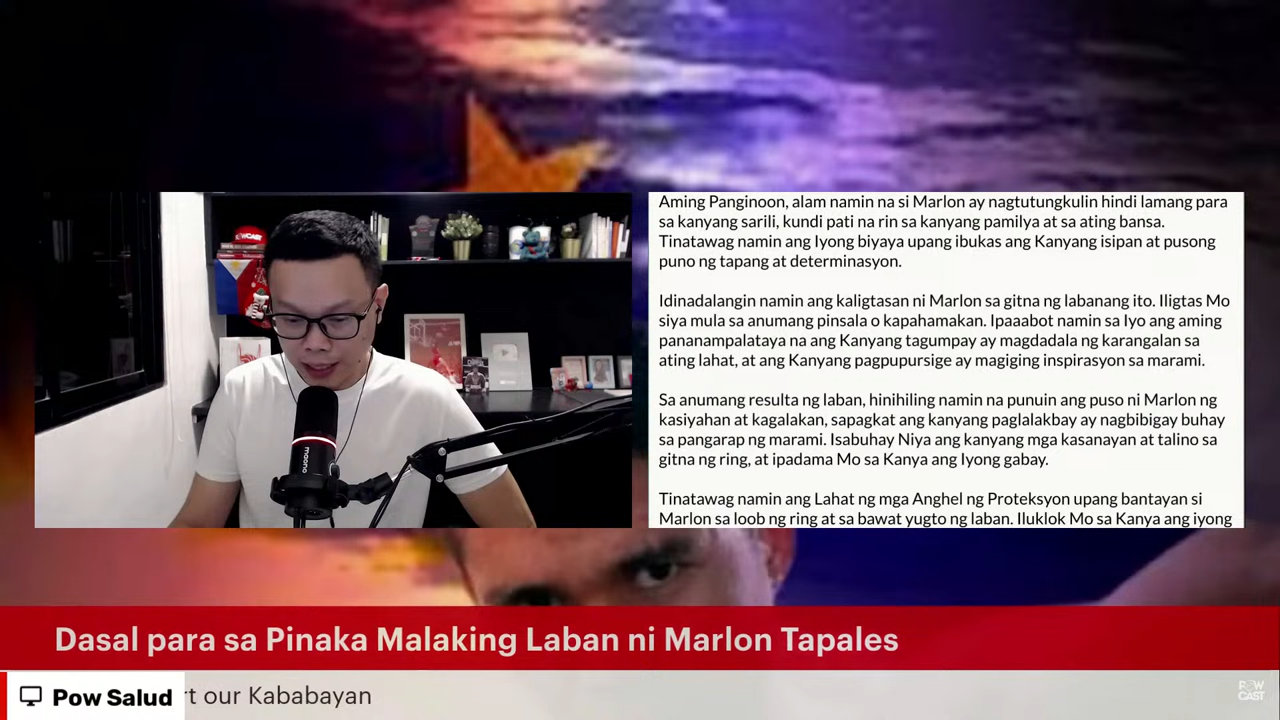 Aming Panginoon, alam namin na si Marlon ay nagtutungkulin hindi lamang para
sa kanyang sarili, kundi pati na rin sa kanyang pamilya at sa ating bansa.
Tinatawag namin ang Iyong biyaya upang ibukas ang Kanyang isipan at pusong
puno ng tapang at determinasyon.
Idinadalangin namin ang kaligtasan ni Marlon sa gitna ng labanang ito. Iligtas Mo
siya mula sa anumang pinsala o kapahamakan. Ipaaabot namin sa Iyo ang aming
pananampalataya na ang Kanyang tagumpay ay magdadala ng karangalan sa
ating lahat, at ang Kanyang pagpupursige ay magiging inspirasyon sa marami.
Sa anumang resulta ng laban, hinihiling namin na punuin ang puso ni Marlon ng
kasiyahan at kagalakan, sapagkat ang kanyang paglalakbay ay nagbibigay buhay
sa pangarap ng marami. Isabuhay Niya ang kanyang mga kasanayan at talino sa
gitna ng ring, at ipadama Mo sa Kanya ang Iyong gabay.
Tinatawag namin ang Lahat ng mga Anghel ng Proteksyon upang bantayan si
Marlon sa loob ng ring at sa bawat yugto ng laban. Iluklok Mo sa Kanya ang iyong
maono
Dasal para sa Pinaka Malaking Laban ni Marlon Tapales
Pow Salud
rt our Kababayan
POW
CAST